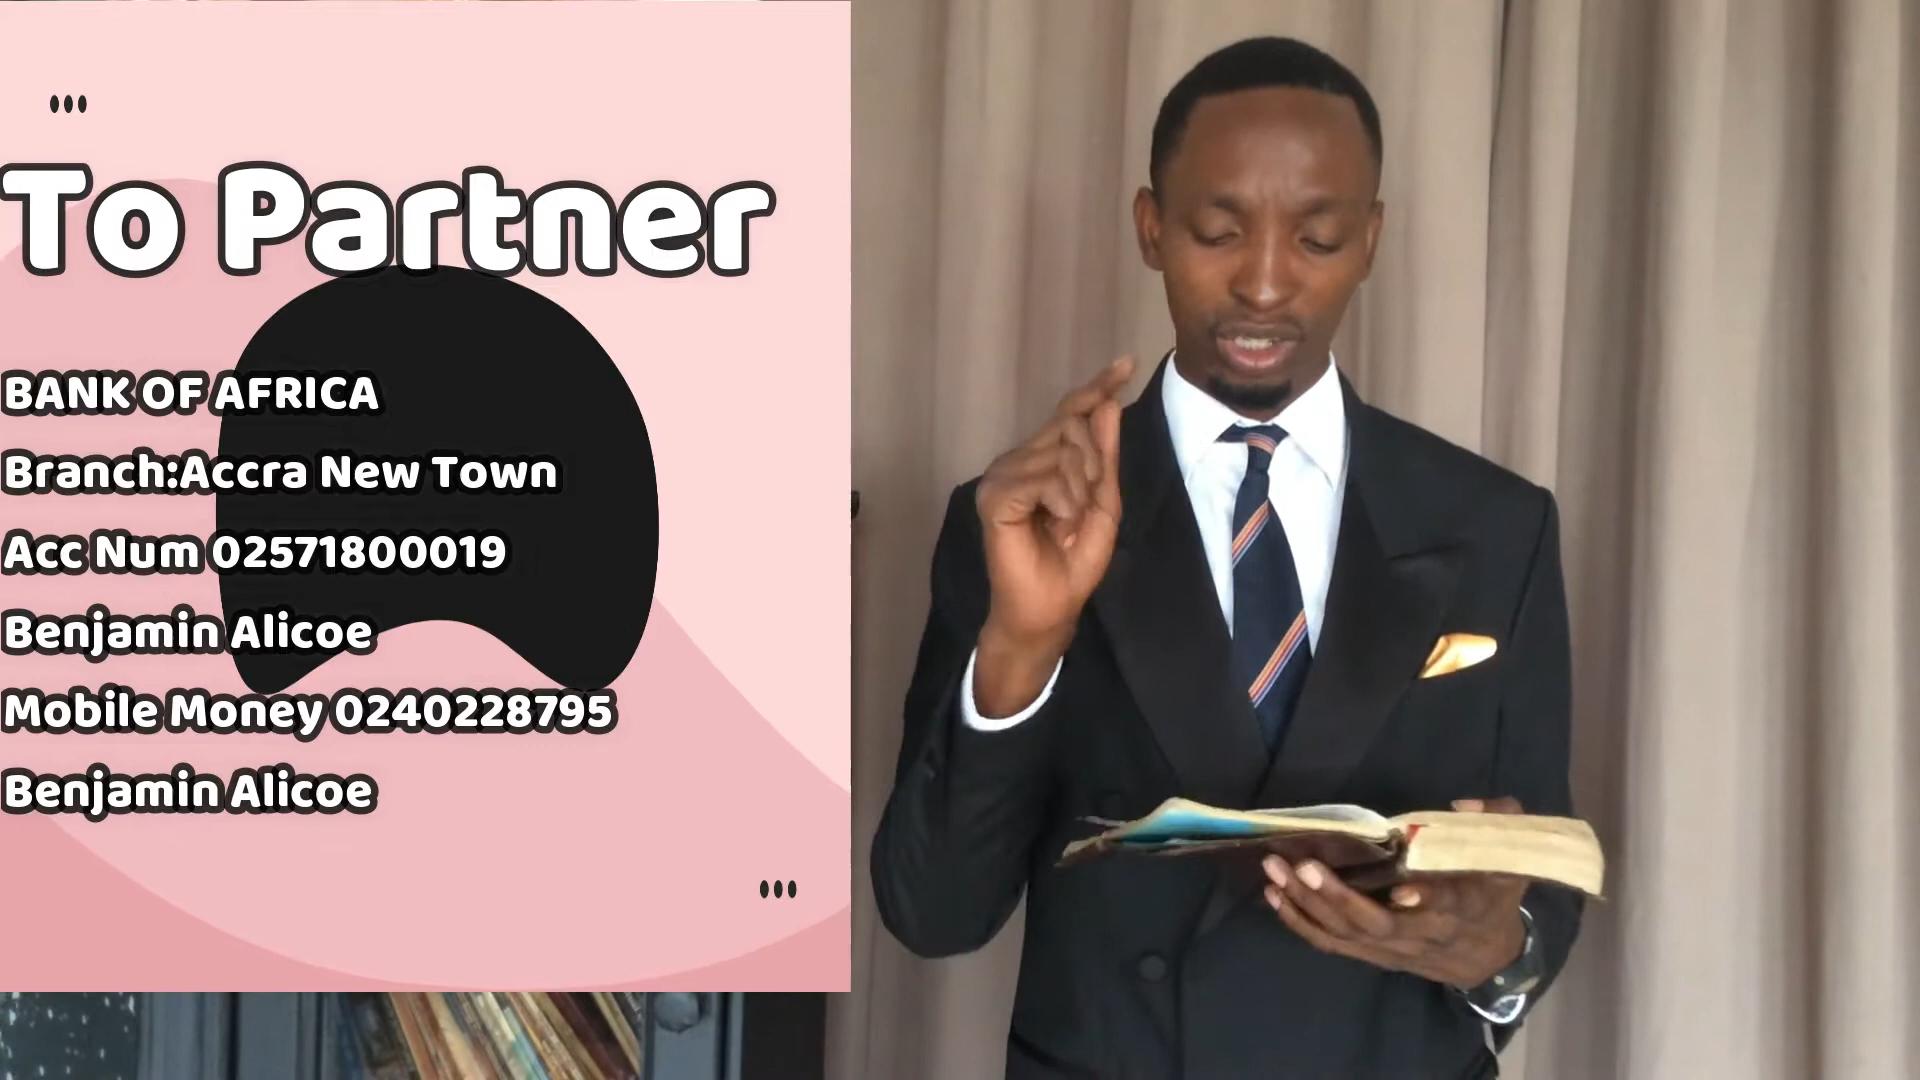 To Partner
BANK OF AFRICA
Branch:Accra New Town
Acc Num 02571800019
Benjamin Alicoe
Mobile Money 0240228795
Benjamin Alicoe